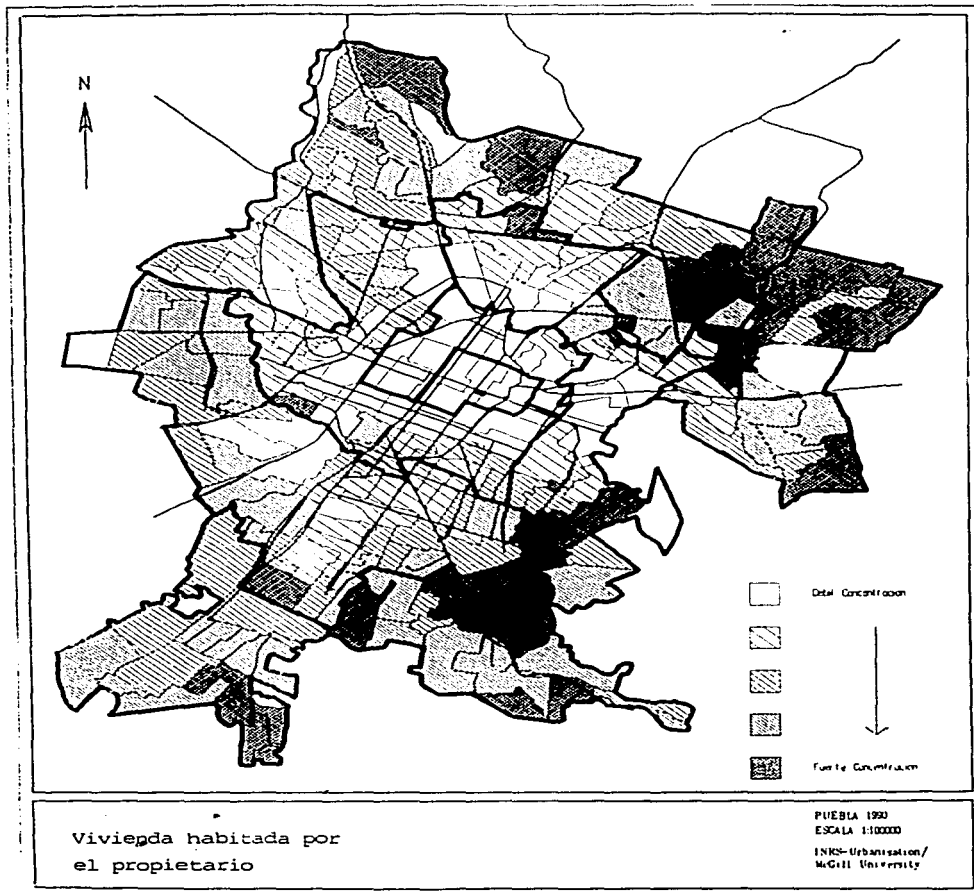 N
Debil Concentracion
Fuerte Concentracion
Vivienda habitada por
el propietario
PUEBLA 1990
ESCALA 1:100000
INRS-Urbanisation/
McGill University